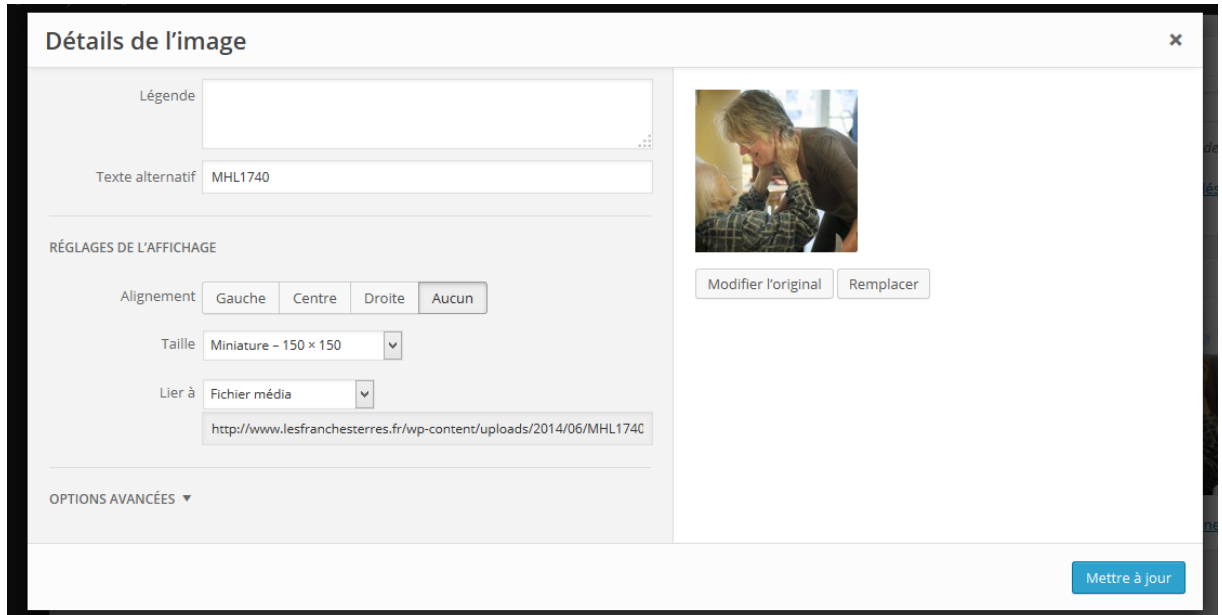 Détails de l'image
Légende
Texte alternatif MHL1740
RÉGLAGES DE L'AFFICHAGE
Alignement Gauche Centre Droite Aucun
Taille Miniature – 150 × 150
Lier à Fichier média
http://www.lesfranchesterres.fr/wp-content/uploads/2014/06/MHL1740
OPTIONS AVANCÉES
Modifier l'original Remplacer
Mettre à jour